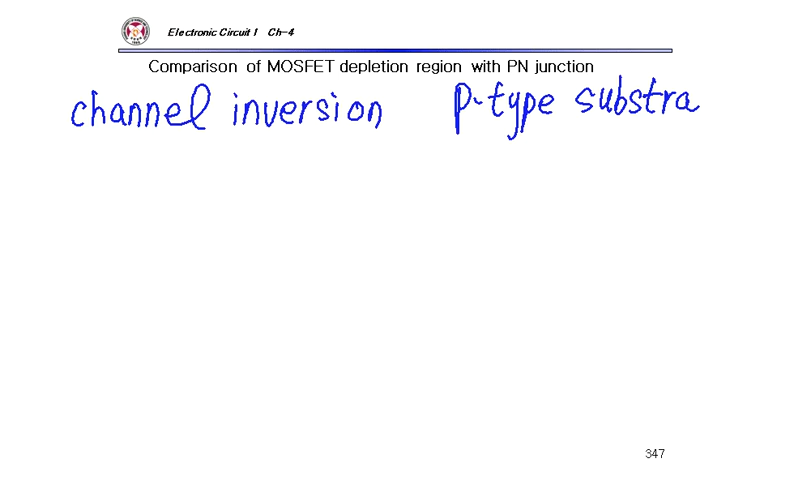 Electronic Circuit 1 Ch-4
Comparison of MOSFET depletion region with PN junction
channel inversion p-type substra
347